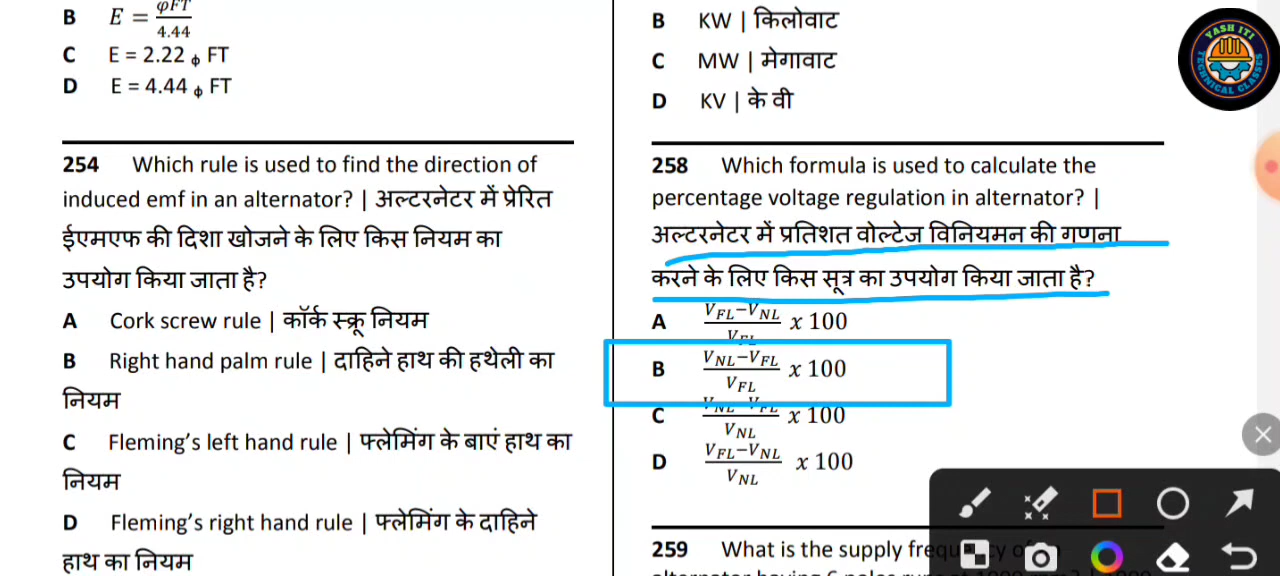 B E = φFT
4.44
C E = 2.22 ɸ FT
D E = 4.44 ɸ FT
254 Which rule is used to find the direction of
induced emf in an alternator? | अल्टरनेटर में प्रेरित
ईएमएफ की दिशा खोजने के लिए किस नियम का
उपयोग किया जाता है?
A Cork screw rule | कॉर्क स्क्रू नियम
B Right hand palm rule | दाहिने हाथ की हथेली का
नियम
C Fleming’s left hand rule | फ्लेमिंग के बाएं हाथ का
नियम
D Fleming’s right hand rule | फ्लेमिंग के दाहिने
हाथ का नियम
B KW | किलोवाट
C MW | मेगावाट
D KV | के वी
258 Which formula is used to calculate the
percentage voltage regulation in alternator? |
अल्टरनेटर में प्रतिशत वोल्टेज विनियमन की गणना
करने के लिए किस सूत्र का उपयोग किया जाता है?
A V_FL−V_NL x 100
V_FL
B V_NL−V_FL x 100
V_FL
C V_NL−V_FL x 100
V_NL
D V_FL−V_NL x 100
V_NL
259 What is the supply
YASH ITI
TECHNICAL CLASSES